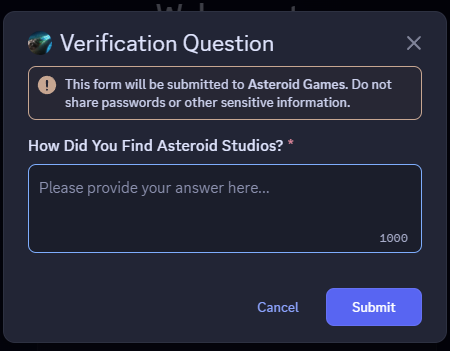 Verification Question
This form will be submitted to Asteroid Games. Do not
share passwords or other sensitive information.
How Did You Find Asteroid Studios? *
Please provide your answer here...
1000
Cancel
Submit